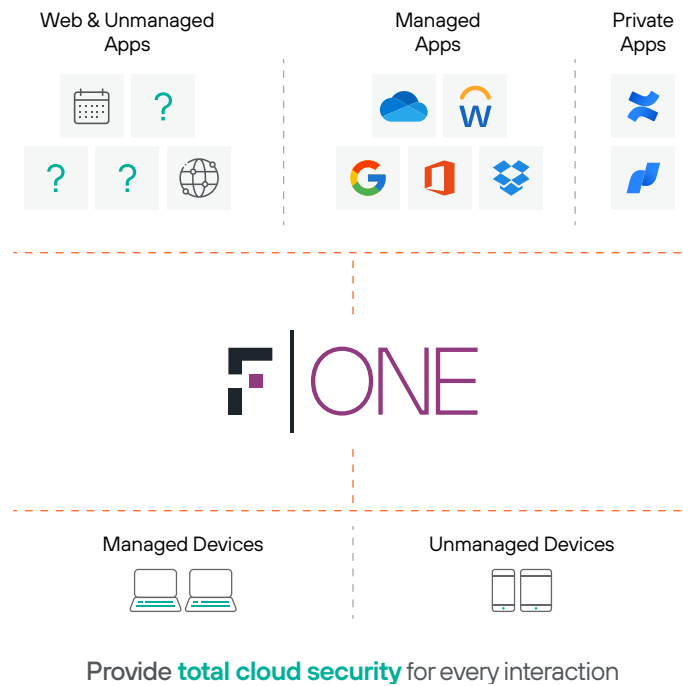 Web & Unmanaged
Apps
Managed
Apps
Private
Apps
?
W
? ?
F ONE
Managed Devices
Unmanaged Devices
Provide total cloud security for every interaction